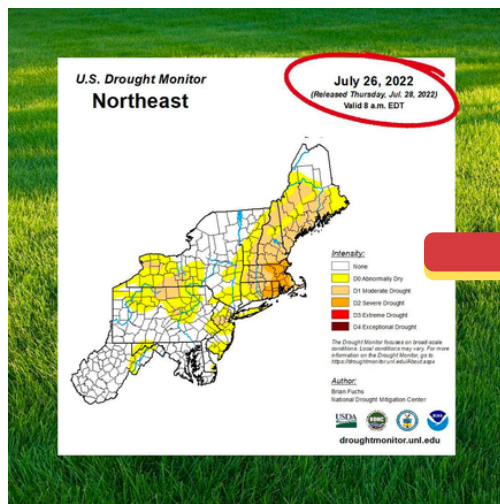 U.S. Drought Monitor
Northeast
July 26, 2022
(Released Thursday, Jul. 28, 2022)
Valid 8 a.m. EDT
Intensity:
None
D0 Abnormally Dry
D1 Moderate Drought
D2 Severe Drought
D3 Extreme Drought
D4 Exceptional Drought
The Drought Monitor focuses on broad-scale
conditions. Local conditions may vary. For more
information on the Drought Monitor, go to
https://droughtmonitor.unl.edu/About.aspx
Author:
Brian Fuchs
National Drought Mitigation Center
USDA
NDMC
droughtmonitor.unl.edu